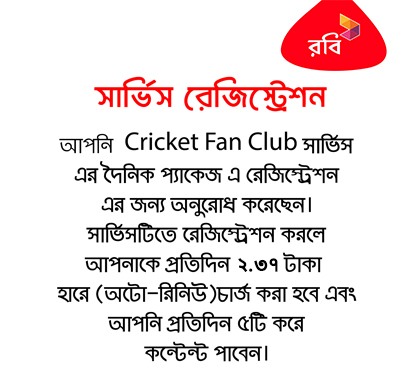 রবি
সার্ভিস রেজিস্ট্রেশন
আপনি Cricket Fan Club সার্ভিস
এর দৈনিক প্যাকেজ এ রেজিস্ট্রেশন
এর জন্য অনুরোধ করেছেন।
সার্ভিসটিতে রেজিস্ট্রেশন করলে
আপনাকে প্রতিদিন ২.৩৭ টাকা
হারে (অটো-রিনিউ)চার্জ করা হবে এবং
আপনি প্রতিদিন ৫টি করে
কন্টেন্ট পাবেন।